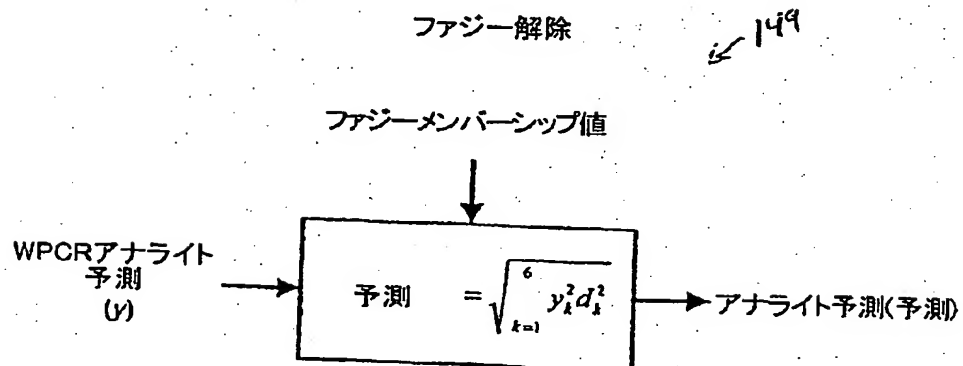 ファジー解除
149
ファジーメンバーシップ値
WPCRアナライト
予測
(y)
予測 = √ 6 k=1 y_k^2 d_k^2
アナライト予測(予測)